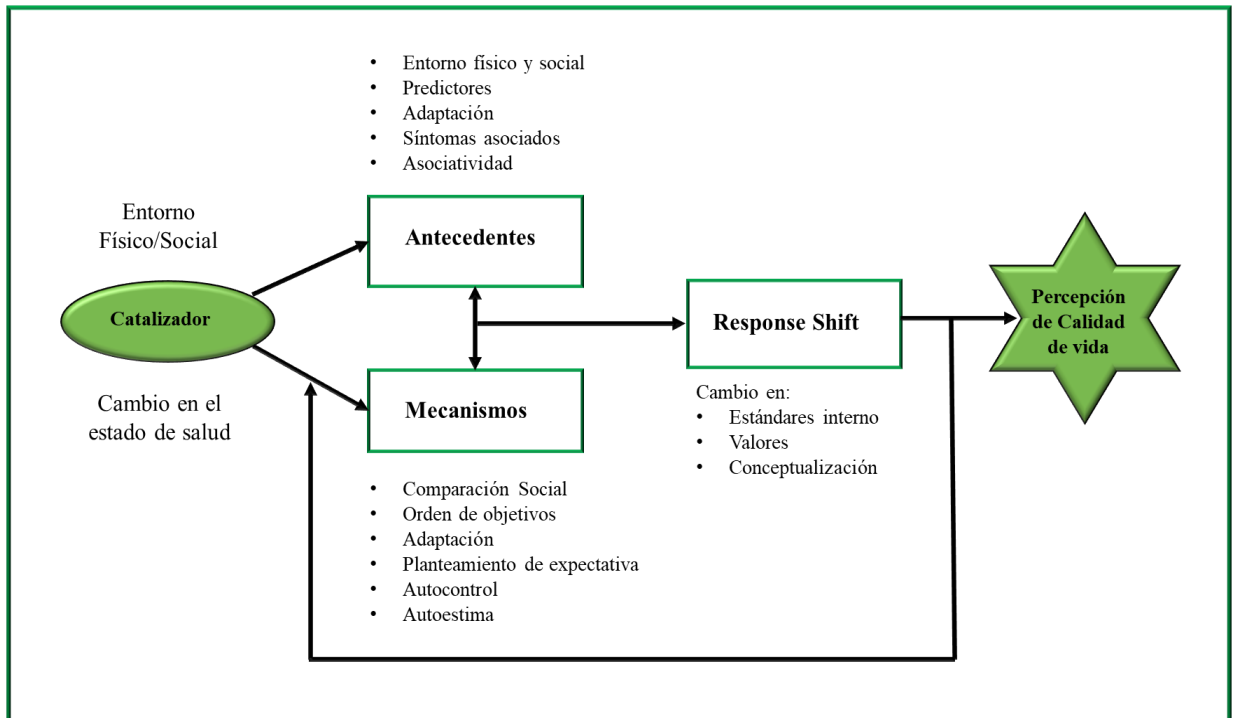 • Entorno físico y social
• Predictores
• Adaptación
• Síntomas asociados
• Asociatividad
Entorno
Físico/Social
Antecedentes
Catalizador
Response Shift
Percepción
de Calidad
de vida
Cambio en el
estado de salud
Mecanismos
Cambio en:
• Estándares interno
• Valores
• Conceptualización
• Comparación Social
• Orden de objetivos
• Adaptación
• Planteamiento de expectativa
• Autocontrol
• Autoestima